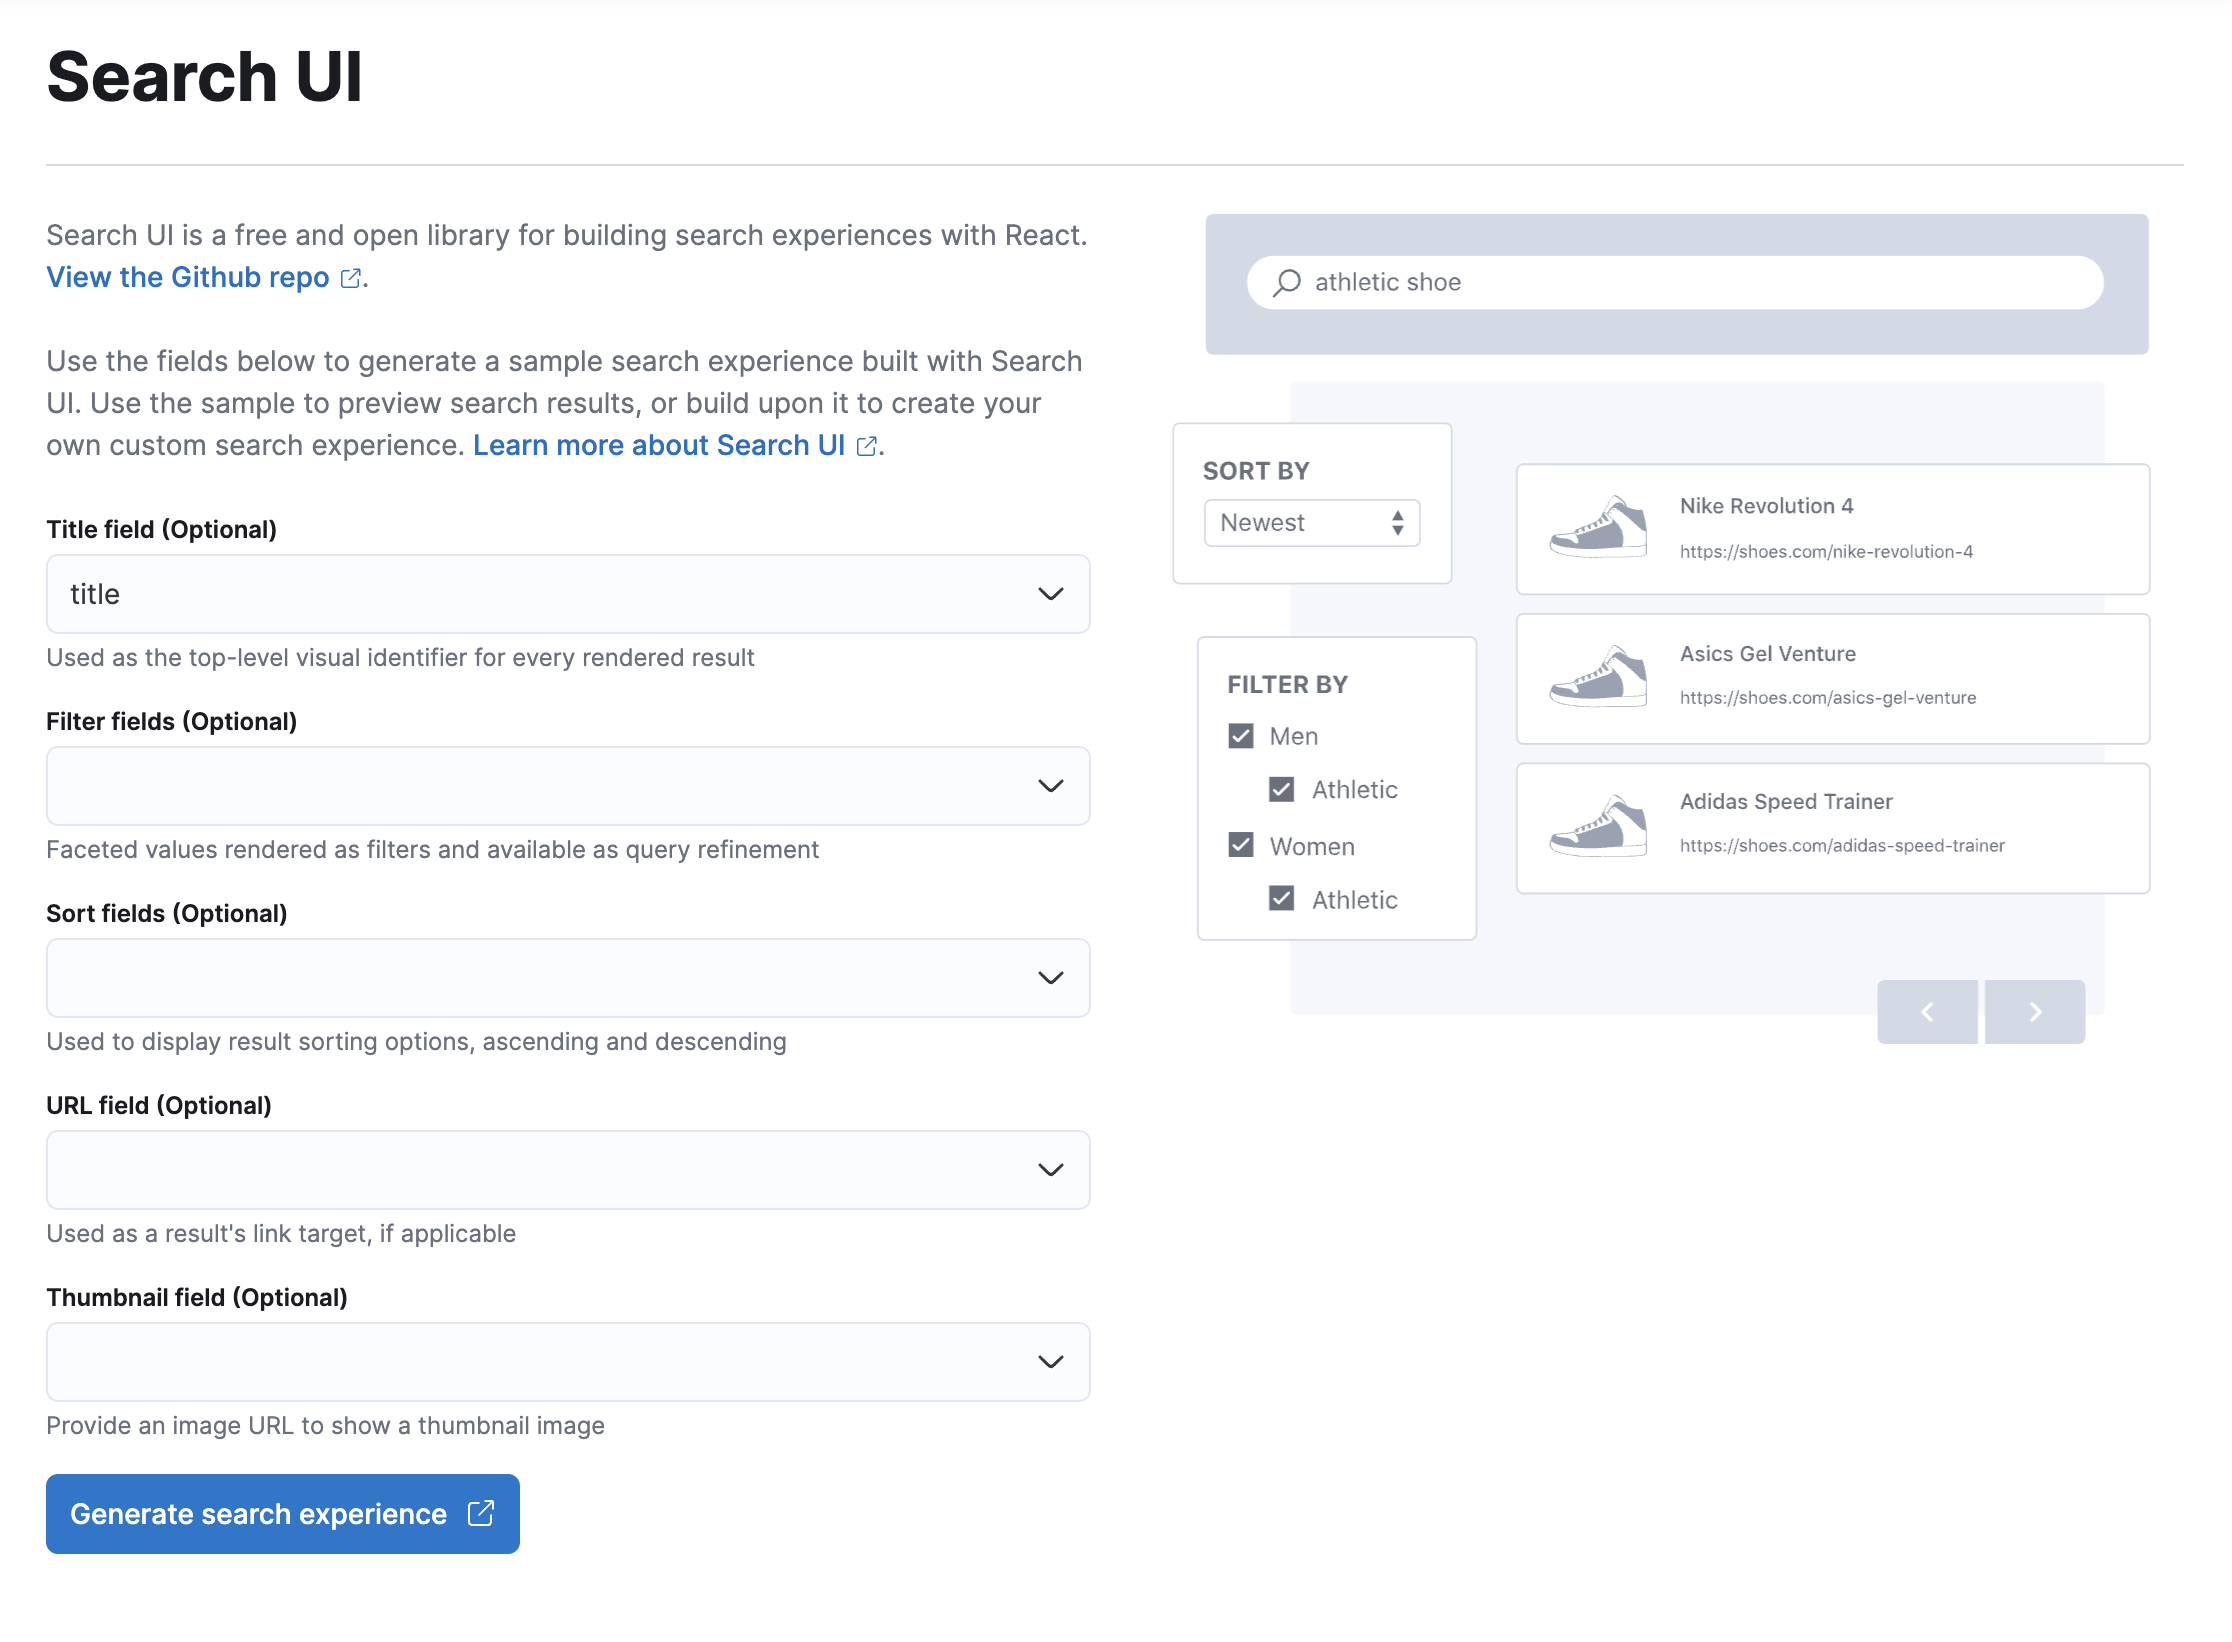 Search UI
Search UI is a free and open library for building search experiences with React.
View the Github repo.
Use the fields below to generate a sample search experience built with Search
UI. Use the sample to preview search results, or build upon it to create your
own custom search experience. Learn more about Search UI.
Title field (Optional)
title
Used as the top-level visual identifier for every rendered result
Filter fields (Optional)
Faceted values rendered as filters and available as query refinement
Sort fields (Optional)
Used to display result sorting options, ascending and descending
URL field (Optional)
Used as a result's link target, if applicable
Thumbnail field (Optional)
Provide an image URL to show a thumbnail image
Generate search experience
athletic shoe
SORT BY
Newest
FILTER BY
Men
Athletic
Women
Athletic
Nike Revolution 4
https://shoes.com/nike-revolution-4
Asics Gel Venture
https://shoes.com/asics-gel-venture
Adidas Speed Trainer
https://shoes.com/adidas-speed-trainer